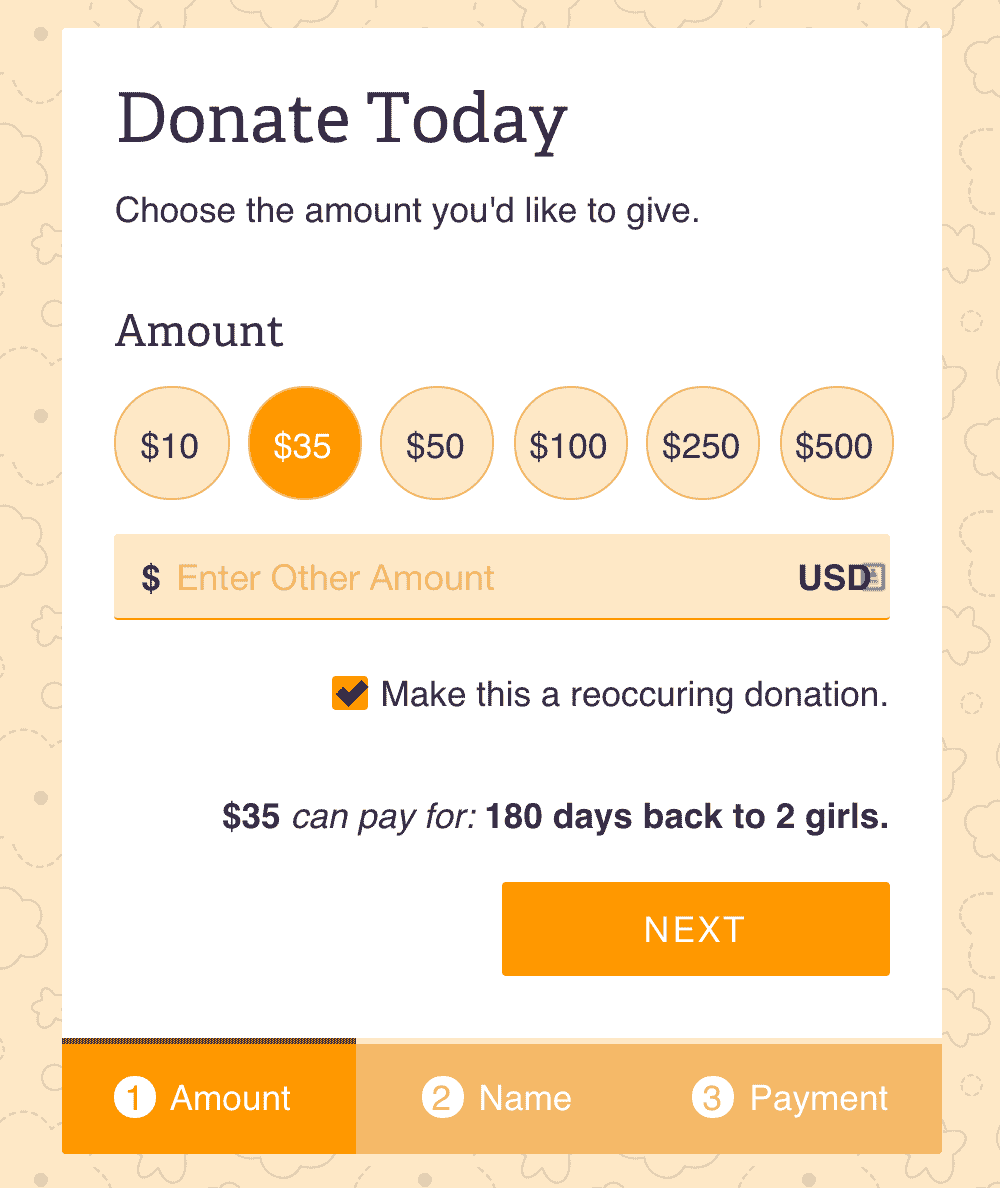 Donate Today
Choose the amount you'd like to give.
Amount
$10 $35 $50 $100 $250 $500
$ Enter Other Amount USD
Make this a reoccuring donation.
$35 can pay for: 180 days back to 2 girls.
NEXT
1 Amount 2 Name 3 Payment